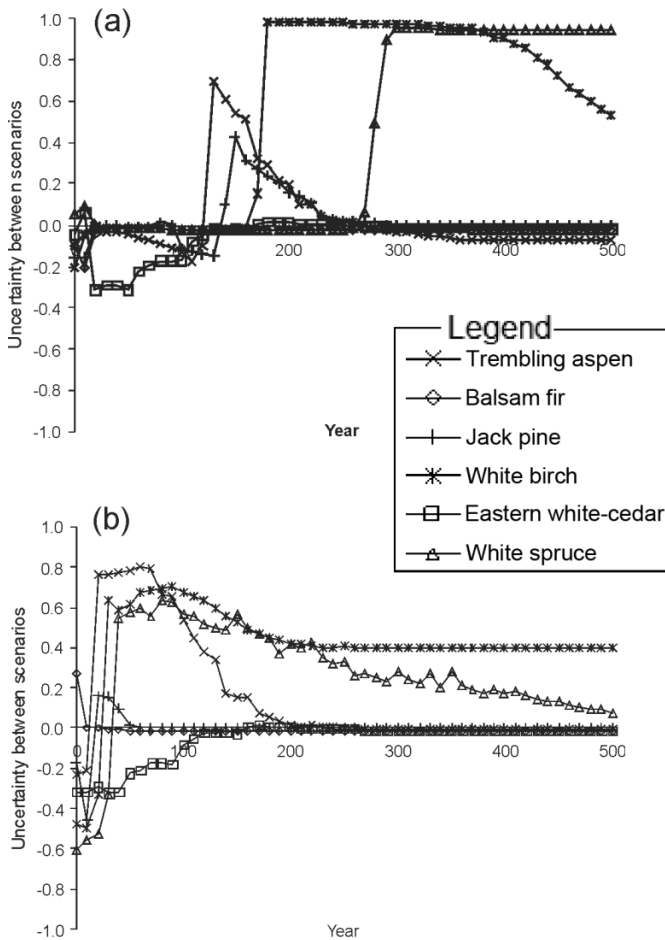 (a)
Uncertainty between scenarios
1.0
0.8
0.6
0.4
0.2
0.0
-0.2
-0.4
-0.6
-0.8
-1.0
200
300
400
500
Year
Legend
Trembling aspen
Balsam fir
Jack pine
White birch
Eastern white-cedar
White spruce
(b)
Uncertainty between scenarios
1.0
0.8
0.6
0.4
0.2
0.0
-0.2
-0.4
-0.6
-0.8
-1.0
0
100
200
300
400
500
Year